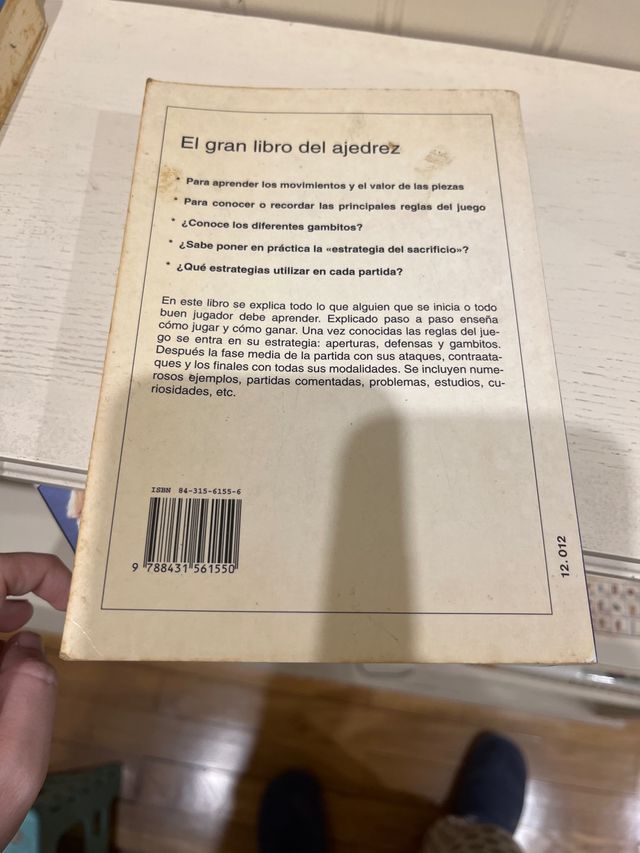 El gran libro del ajedrez
* Para aprender los movimientos y el valor de las piezas
* Para conocer o recordar las principales reglas del juego
* ¿Conoce los diferentes gambitos?
* ¿Sabe poner en práctica la «estrategia del sacrificio»?
* ¿Qué estrategias utilizar en cada partida?
En este libro se explica todo lo que alguien que se inicia o todo
buen jugador debe aprender. Explicado paso a paso enseña
cómo jugar y cómo ganar. Una vez conocidas las reglas del jue-
go se entra en su estrategia: aperturas, defensas y gambitos.
Después la fase media de la partida con sus ataques, contraata-
ques y los finales con todas sus modalidades. Se incluyen nume-
rosos ejemplos, partidas comentadas, problemas, estudios, cu-
riosidades, etc.
ISBN 84-315-6155-6
9 788431 561550
12.012